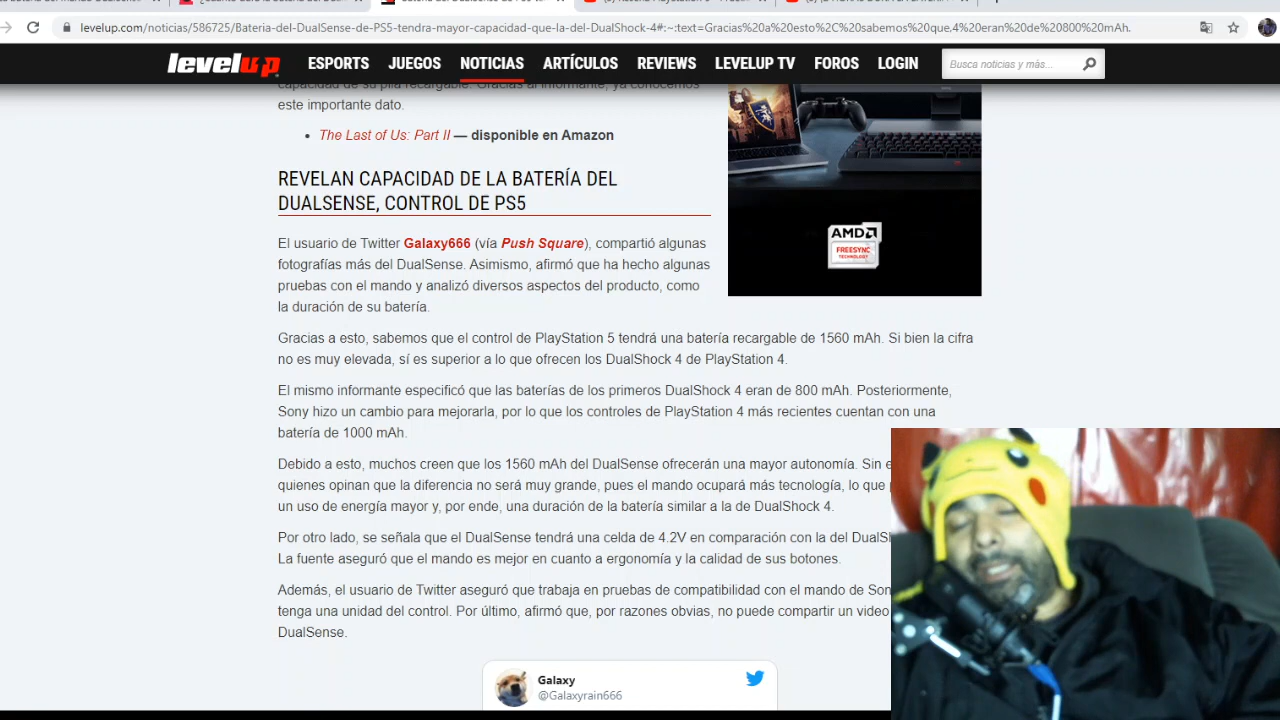 levelup.com/noticias/586725/Bateria-del-DualSense-de-PS5-tendra-mayor-capacidad-que-la-del-DualShock-4#:~:text=Gracias%20a%20esto%2C%20sabemos%20que,4%20eran%20de%20800%20mAh.
levelup ESPORTS JUEGOS NOTICIAS ARTÍCULOS REVIEWS LEVELUP TV FOROS LOGIN Busca noticias y más...
este importante dato.
• The Last of Us: Part II — disponible en Amazon
REVELAN CAPACIDAD DE LA BATERÍA DEL
DUALSENSE, CONTROL DE PS5
El usuario de Twitter Galaxy666 (vía Push Square), compartió algunas
fotografías más del DualSense. Asimismo, afirmó que ha hecho algunas
pruebas con el mando y analizó diversos aspectos del producto, como
la duración de su batería.
AMD
FREESYNC
TECHNOLOGY
Gracias a esto, sabemos que el control de PlayStation 5 tendrá una batería recargable de 1560 mAh. Si bien la cifra
no es muy elevada, sí es superior a lo que ofrecen los DualShock 4 de PlayStation 4.
El mismo informante especificó que las baterías de los primeros DualShock 4 eran de 800 mAh. Posteriormente,
Sony hizo un cambio para mejorarla, por lo que los controles de PlayStation 4 más recientes cuentan con una
batería de 1000 mAh.
Debido a esto, muchos creen que los 1560 mAh del DualSense ofrecerán una mayor autonomía. Sin
quienes opinan que la diferencia no será muy grande, pues el mando ocupará más tecnología, lo que
un uso de energía mayor y, por ende, una duración de la batería similar a la de DualShock 4.
Por otro lado, se señala que el DualSense tendrá una celda de 4.2V en comparación con la del
La fuente aseguró que el mando es mejor en cuanto a ergonomía y la calidad de sus botones.
Además, el usuario de Twitter aseguró que trabaja en pruebas de compatibilidad con el mando de
tenga una unidad del control. Por último, afirmó que, por razones obvias, no puede compartir un video
DualSense.
Galaxy
@Galaxyrain666